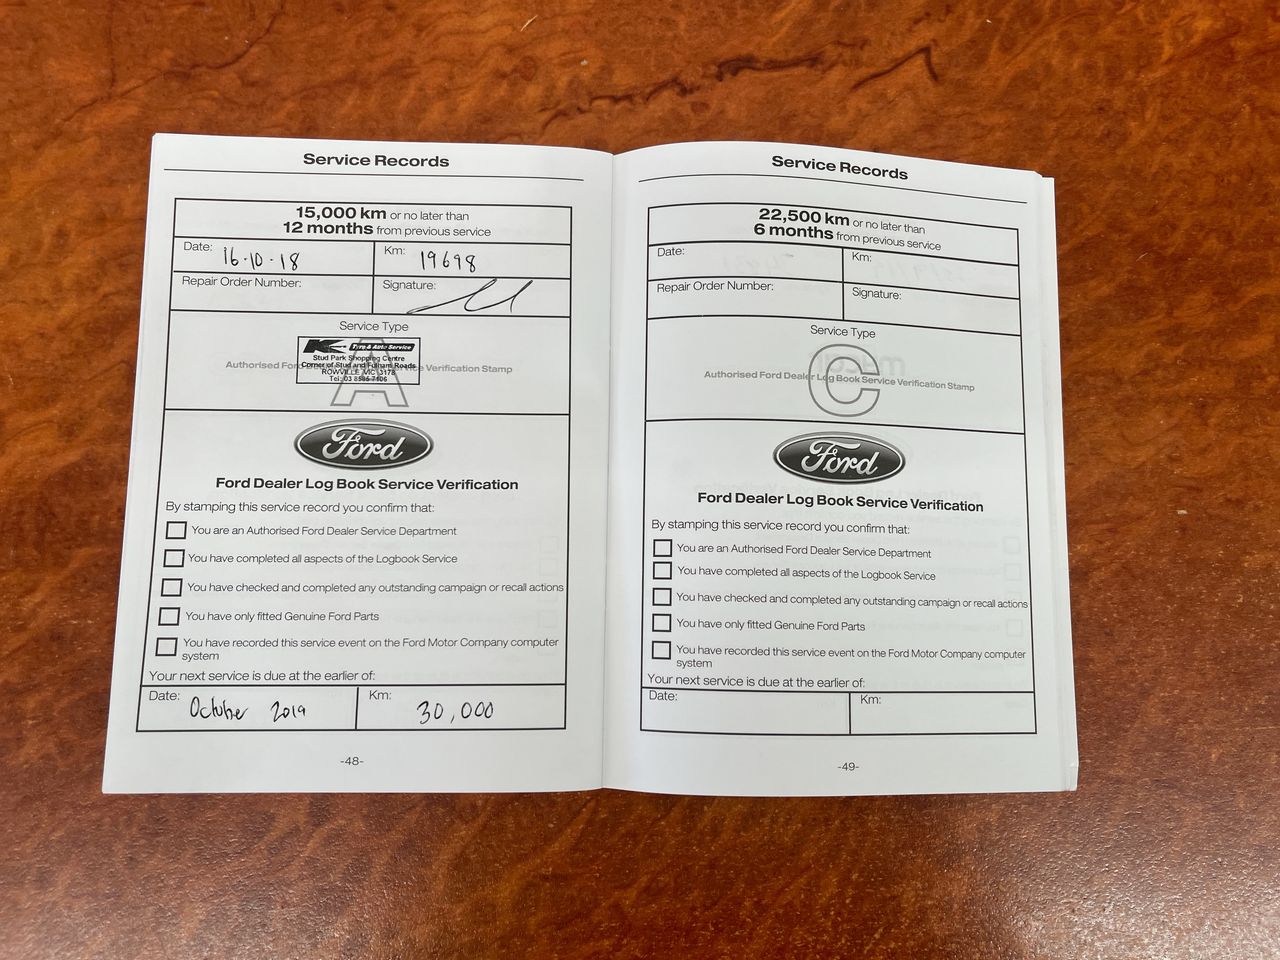 Service Records
15,000 km or no later than
12 months from previous service
Date: 16-10-18
Km: 19698
Repair Order Number:
Signature:
Service Type
A
Tyre & Auto Service
Stud Park Shopping Centre
Corner of Stud and Fulham Roads
ROWVILLE VIC 3178
Authorised Ford Dealer Log Book Service Verification Stamp
Ford
Ford Dealer Log Book Service Verification
By stamping this service record you confirm that:
You are an Authorised Ford Dealer Service Department
You have completed all aspects of the Logbook Service
You have checked and completed any outstanding campaign or recall actions
You have only fitted Genuine Ford Parts
You have recorded this service event on the Ford Motor Company computer
system
Your next service is due at the earlier of:
Date: October 2019
Km: 30,000
-48-
Service Records
22,500 km or no later than
6 months from previous service
Date:
Km:
Repair Order Number:
Signature:
Service Type
C
Authorised Ford Dealer Log Book Service Verification Stamp
Ford
Ford Dealer Log Book Service Verification
By stamping this service record you confirm that:
You are an Authorised Ford Dealer Service Department
You have completed all aspects of the Logbook Service
You have checked and completed any outstanding campaign or recall actions
You have only fitted Genuine Ford Parts
You have recorded this service event on the Ford Motor Company computer
system
Your next service is due at the earlier of:
Date:
Km:
-49-